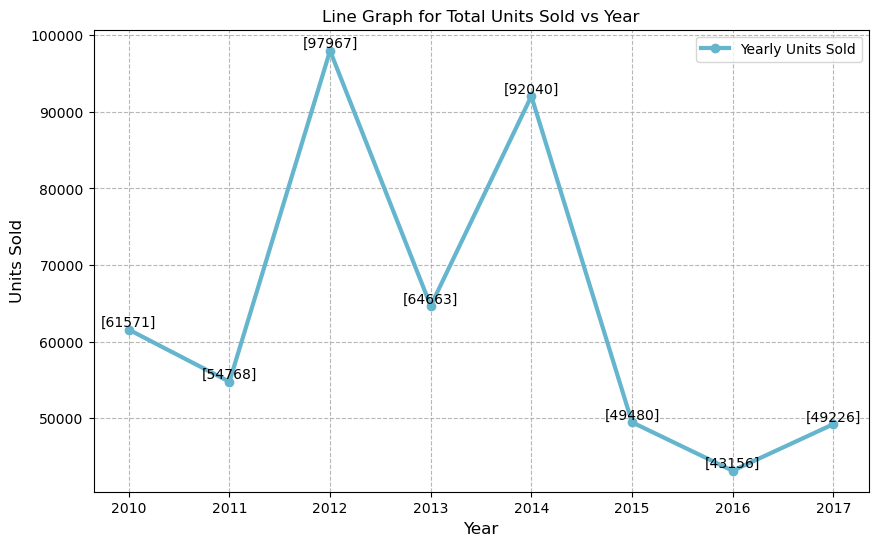 Line Graph for Total Units Sold vs Year
Yearly Units Sold
Units Sold
100000
90000
80000
70000
60000
50000
[61571]
[54768]
[97967]
[64663]
[92040]
[49480]
[43156]
[49226]
2010 2011 2012 2013 2014 2015 2016 2017
Year